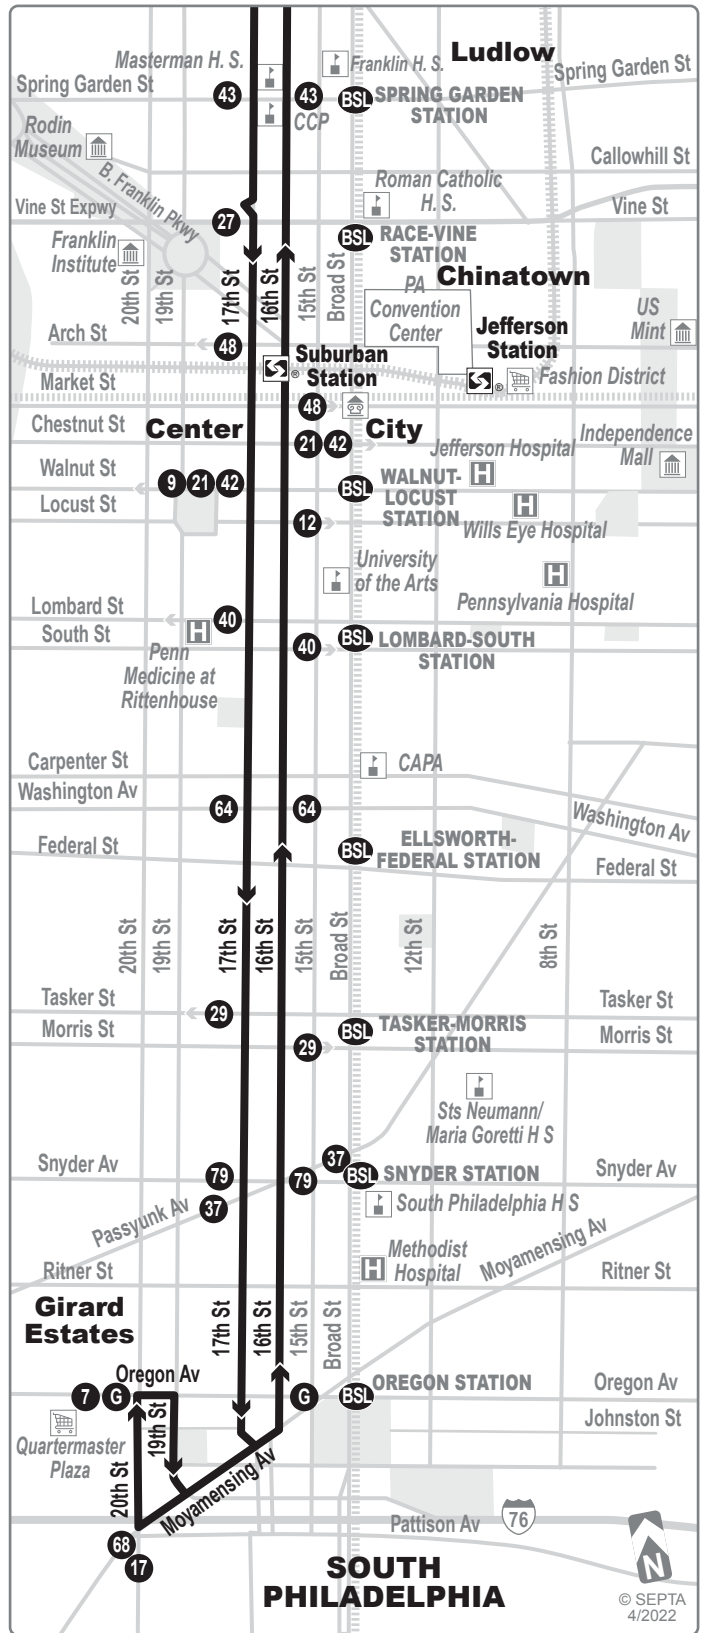 Masterman H. S.
Franklin H. S.
Ludlow
Spring Garden St
Spring Garden St
43
43
BSL
SPRING GARDEN
STATION
CCP
Rodin
Museum
B. Franklin Pkwy
Callowhill St
Roman Catholic
H. S.
Vine St Expwy
27
Vine St
BSL
RACE-VINE
STATION
Franklin
Institute
20th St
19th St
17th St
16th St
15th St
Broad St
Chinatown
PA
Convention
Center
US
Mint
Arch St
48
Jefferson
Station
Suburban
Station
®
®
Fashion District
Market St
48
Chestnut St
Center
21
42
City
Jefferson Hospital
Independence
Mall
Walnut St
9
21
42
BSL
WALNUT-
LOCUST
STATION
Locust St
12
Wills Eye Hospital
University
of the Arts
Pennsylvania Hospital
Lombard St
40
South St
BSL
LOMBARD-SOUTH
STATION
40
Penn
Medicine at
Rittenhouse
Carpenter St
CAPA
Washington Av
64
64
Washington Av
Federal St
BSL
ELLSWORTH-
FEDERAL STATION
Federal St
20th St
19th St
17th St
16th St
15th St
Broad St
12th St
8th St
Tasker St
29
Tasker St
Morris St
29
BSL
TASKER-MORRIS
STATION
Morris St
Sts Neumann/
Maria Goretti H S
Snyder Av
79
79
37
BSL
SNYDER STATION
Snyder Av
Passyunk Av
37
South Philadelphia H S
Methodist
Hospital
Moyamensing Av
Ritner St
Ritner St
Girard
Estates
17th St
16th St
15th St
Broad St
Oregon Av
7
G
G
BSL
OREGON STATION
Oregon Av
Johnston St
Quartermaster
Plaza
20th St
19th St
Moyamensing Av
Pattison Av
76
68
17
SOUTH
PHILADELPHIA
N
© SEPTA
4/2022